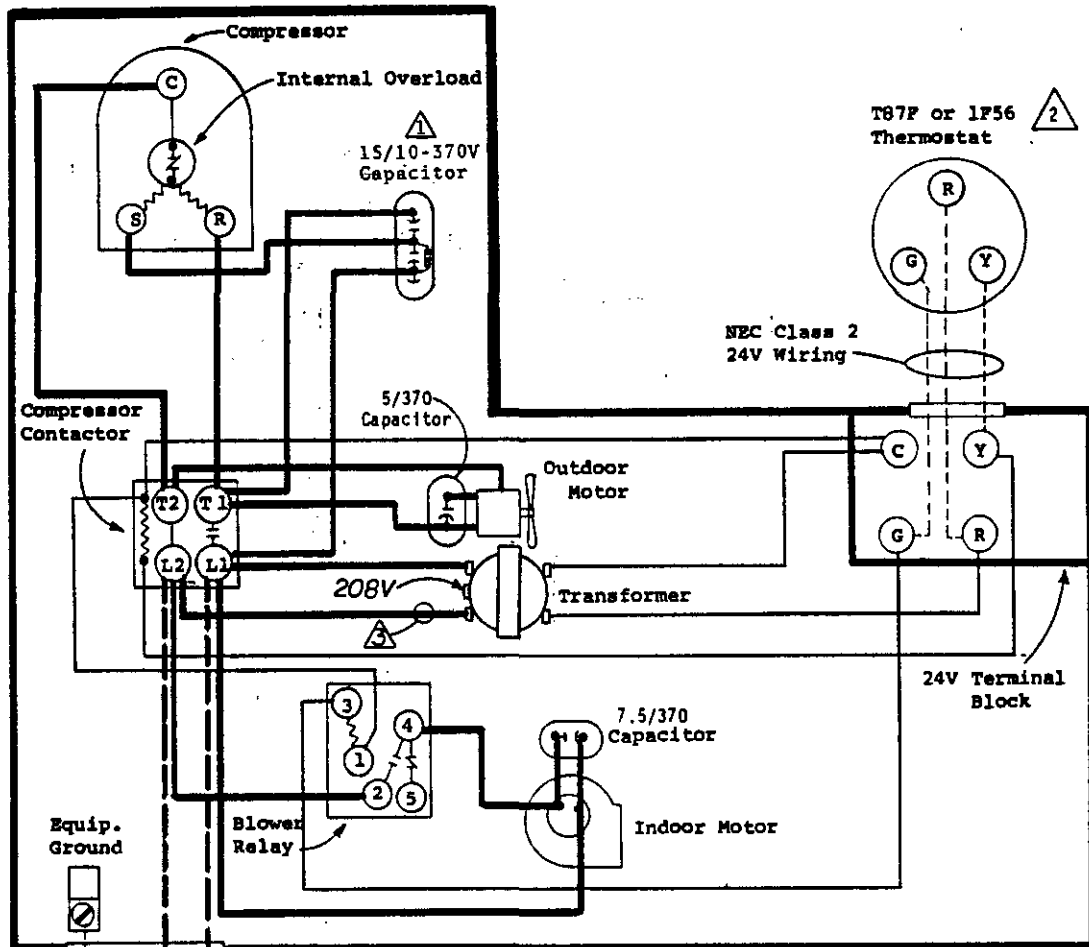 Compressor
C
Internal Overload
S
R
1
15/10-370V
Capacitor
T87F or 1F56
Thermostat
2
R
G
Y
NEC Class 2
24V Wiring
Compressor
Contactor
5/370
Capacitor
Outdoor
Motor
C
Y
G
R
T2
T1
L2
L1
208V
Transformer
3
24V Terminal
Block
3
4
1
2
5
7.5/370
Capacitor
Blower
Relay
Indoor Motor
Equip.
Ground